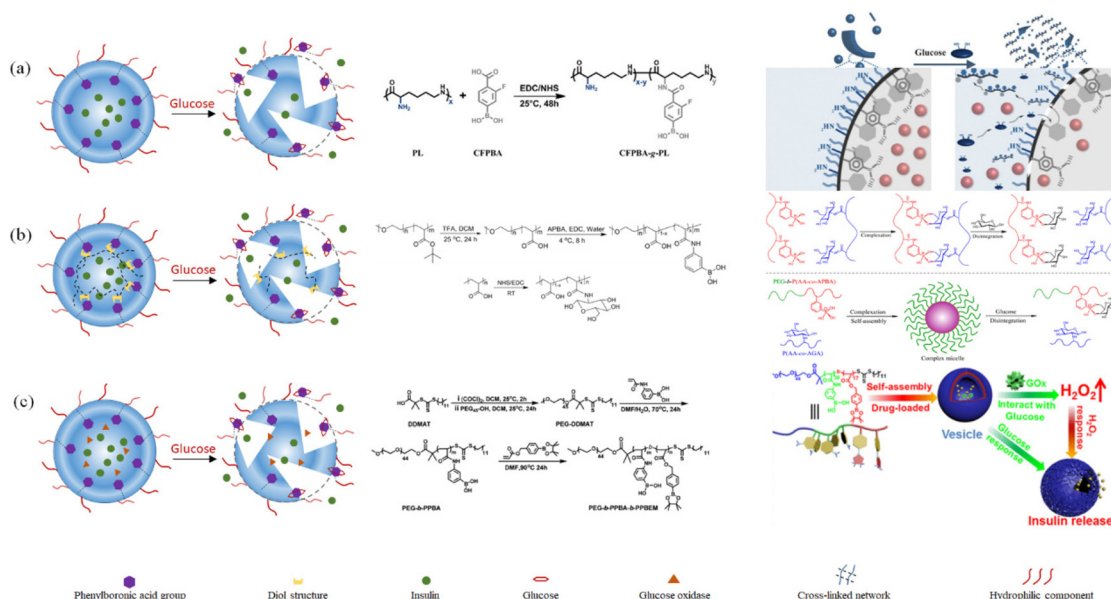 (a)
Glucose
PL
CFPBA
EDC/NHS
25°C, 48h
CFPBA-g-PL
Glucose
(b)
Glucose
TFA, DCM
25 °C, 24 h
APBA, EDC, Water
4 °C, 8 h
NHS/EDC
RT
Complexation
Disintegration
PEG-b-P(AA-co-APBA)
P(AA-co-AGA)
Complexation
Self-assembly
Complex micelle
Glucose
Disintegration
(c)
Glucose
DDMAT
i (COCl)₂, DCM, 25°C, 2h
ii PEG₄₅-OH, DCM, 25°C, 24h
PEG-DDMAT
DMF/H₂O, 70°C, 24h
PEG-b-PPBA
DMF,90°C 24h
PEG-b-PPBA-b-PPBEM
Self-assembly
Drug-loaded
Vesicle
GOx
Interact with
Glucose
H₂O₂
H₂O₂
response
Glucose
response
Insulin release
Phenylboronic acid group
Diol structure
Insulin
Glucose
Glucose oxidase
Cross-linked network
Hydrophilic component